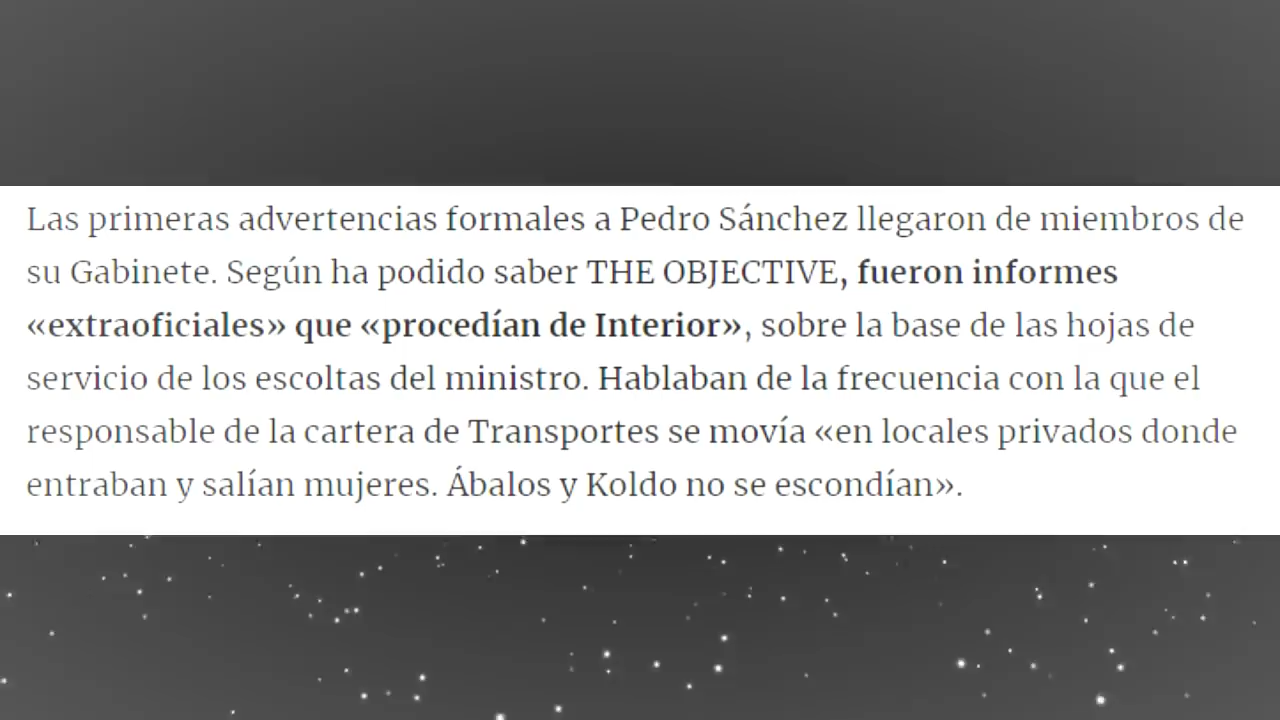 Las primeras advertencias formales a Pedro Sánchez llegaron de miembros de
su Gabinete. Según ha podido saber THE OBJECTIVE, fueron informes
«extraoficiales» que «procedían de Interior», sobre la base de las hojas de
servicio de los escoltas del ministro. Hablaban de la frecuencia con la que el
responsable de la cartera de Transportes se movía «en locales privados donde
entraban y salían mujeres. Ábalos y Koldo no se escondían».